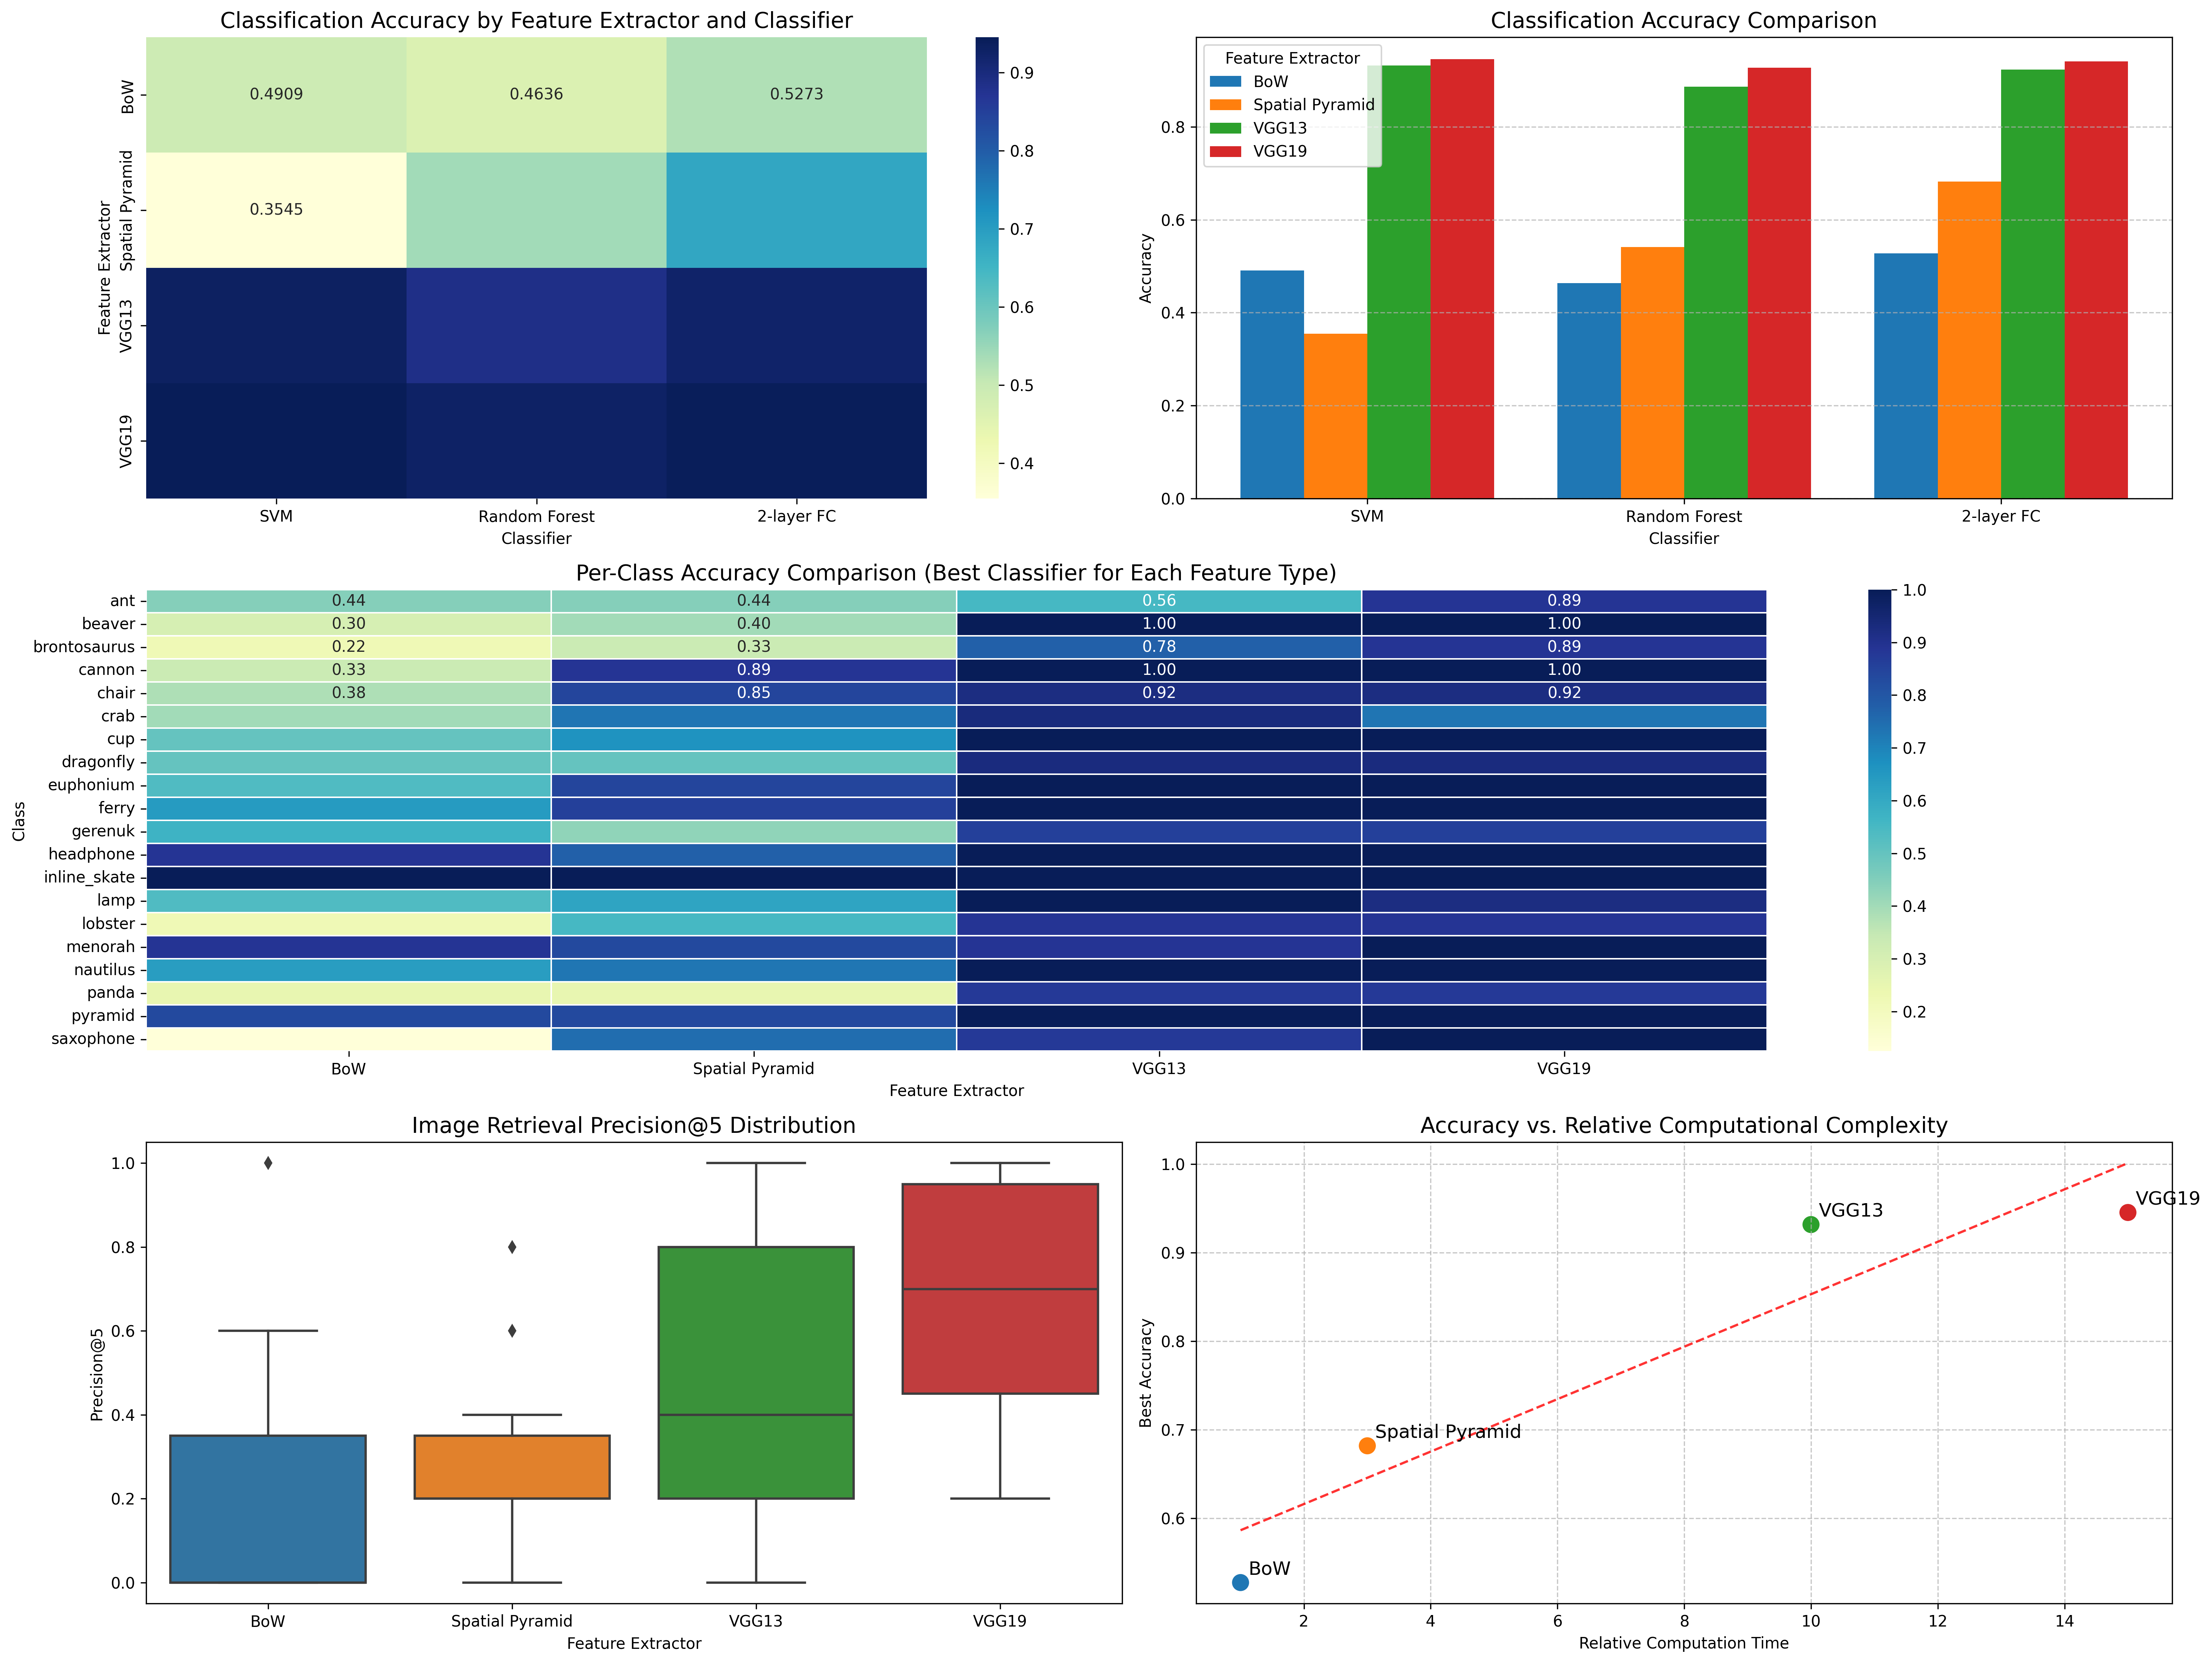 Classification Accuracy by Feature Extractor and Classifier
Feature Extractor
BoW
Spatial Pyramid
VGG13
VGG19
0.4909 0.4636 0.5273
0.3545
SVM Random Forest 2-layer FC
Classifier
0.9
0.8
0.7
0.6
0.5
0.4
Classification Accuracy Comparison
Feature Extractor
BoW
Spatial Pyramid
VGG13
VGG19
Accuracy
0.8
0.6
0.4
0.2
0.0
SVM Random Forest 2-layer FC
Classifier
Per-Class Accuracy Comparison (Best Classifier for Each Feature Type)
Class
ant 0.44 0.44 0.56 0.89
beaver 0.30 0.40 1.00 1.00
brontosaurus 0.22 0.33 0.78 0.89
cannon 0.33 0.89 1.00 1.00
chair 0.38 0.85 0.92 0.92
crab
cup
dragonfly
euphonium
ferry
gerenuk
headphone
inline_skate
lamp
lobster
menorah
nautilus
panda
pyramid
saxophone
BoW Spatial Pyramid VGG13 VGG19
Feature Extractor
1.0
0.9
0.8
0.7
0.6
0.5
0.4
0.3
0.2
Image Retrieval Precision@5 Distribution
Precision@5
1.0
0.8
0.6
0.4
0.2
0.0
BoW Spatial Pyramid VGG13 VGG19
Feature Extractor
Accuracy vs. Relative Computational Complexity
Best Accuracy
1.0
0.9
0.8
0.7
0.6
VGG19
VGG13
Spatial Pyramid
BoW
2 4 6 8 10 12 14
Relative Computation Time